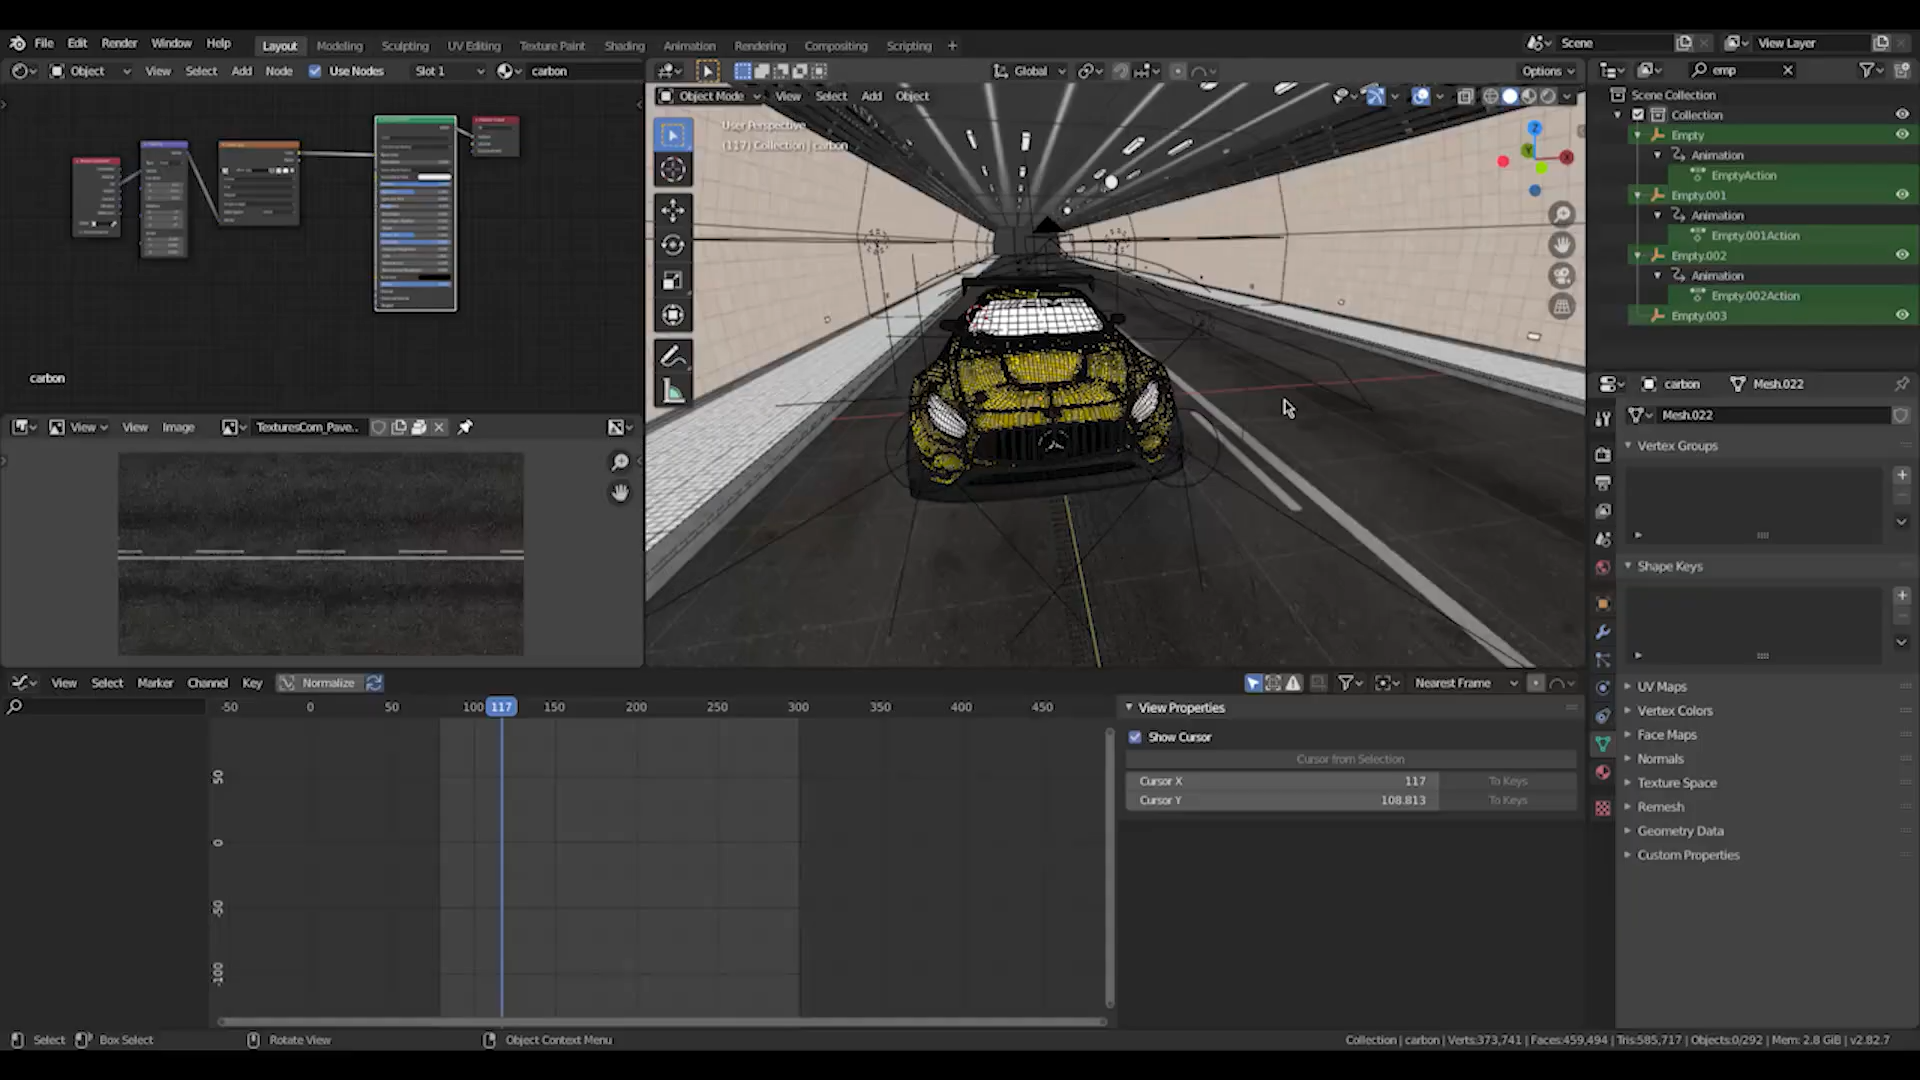 File Edit Render Window Help
Layout Modeling Sculpting UV Editing Texture Paint Shading Animation Rendering Compositing Scripting +
Scene
View Layer
Object View Select Add Node Use Nodes Slot 1 carbon
Global
Options
emp
Object Mode View Select Add Object
User Perspective
(117) Collection | carbon
Scene Collection
Collection
Empty
Animation
EmptyAction
Empty.001
Animation
Empty.001Action
Empty.002
Animation
Empty.002Action
Empty.003
carbon
View View Image TexturesCom_Pave..
carbon Mesh.022
Mesh.022
Vertex Groups
Shape Keys
UV Maps
Vertex Colors
Face Maps
Normals
Texture Space
Remesh
Geometry Data
Custom Properties
View Select Marker Channel Key Normalize
Nearest Frame
-50 0 50 100 117 150 200 250 300 350 400 450
50
0
-50
-100
View Properties
Show Cursor
Cursor from Selection
Cursor X 117 To Keys
Cursor Y 108.813 To Keys
Select Box Select Rotate View Object Context Menu
Collection | carbon | Verts:373,741 | Faces:459,494 | Tris:585,717 | Objects:0/292 | Mem: 2.8 GiB | v2.82.7